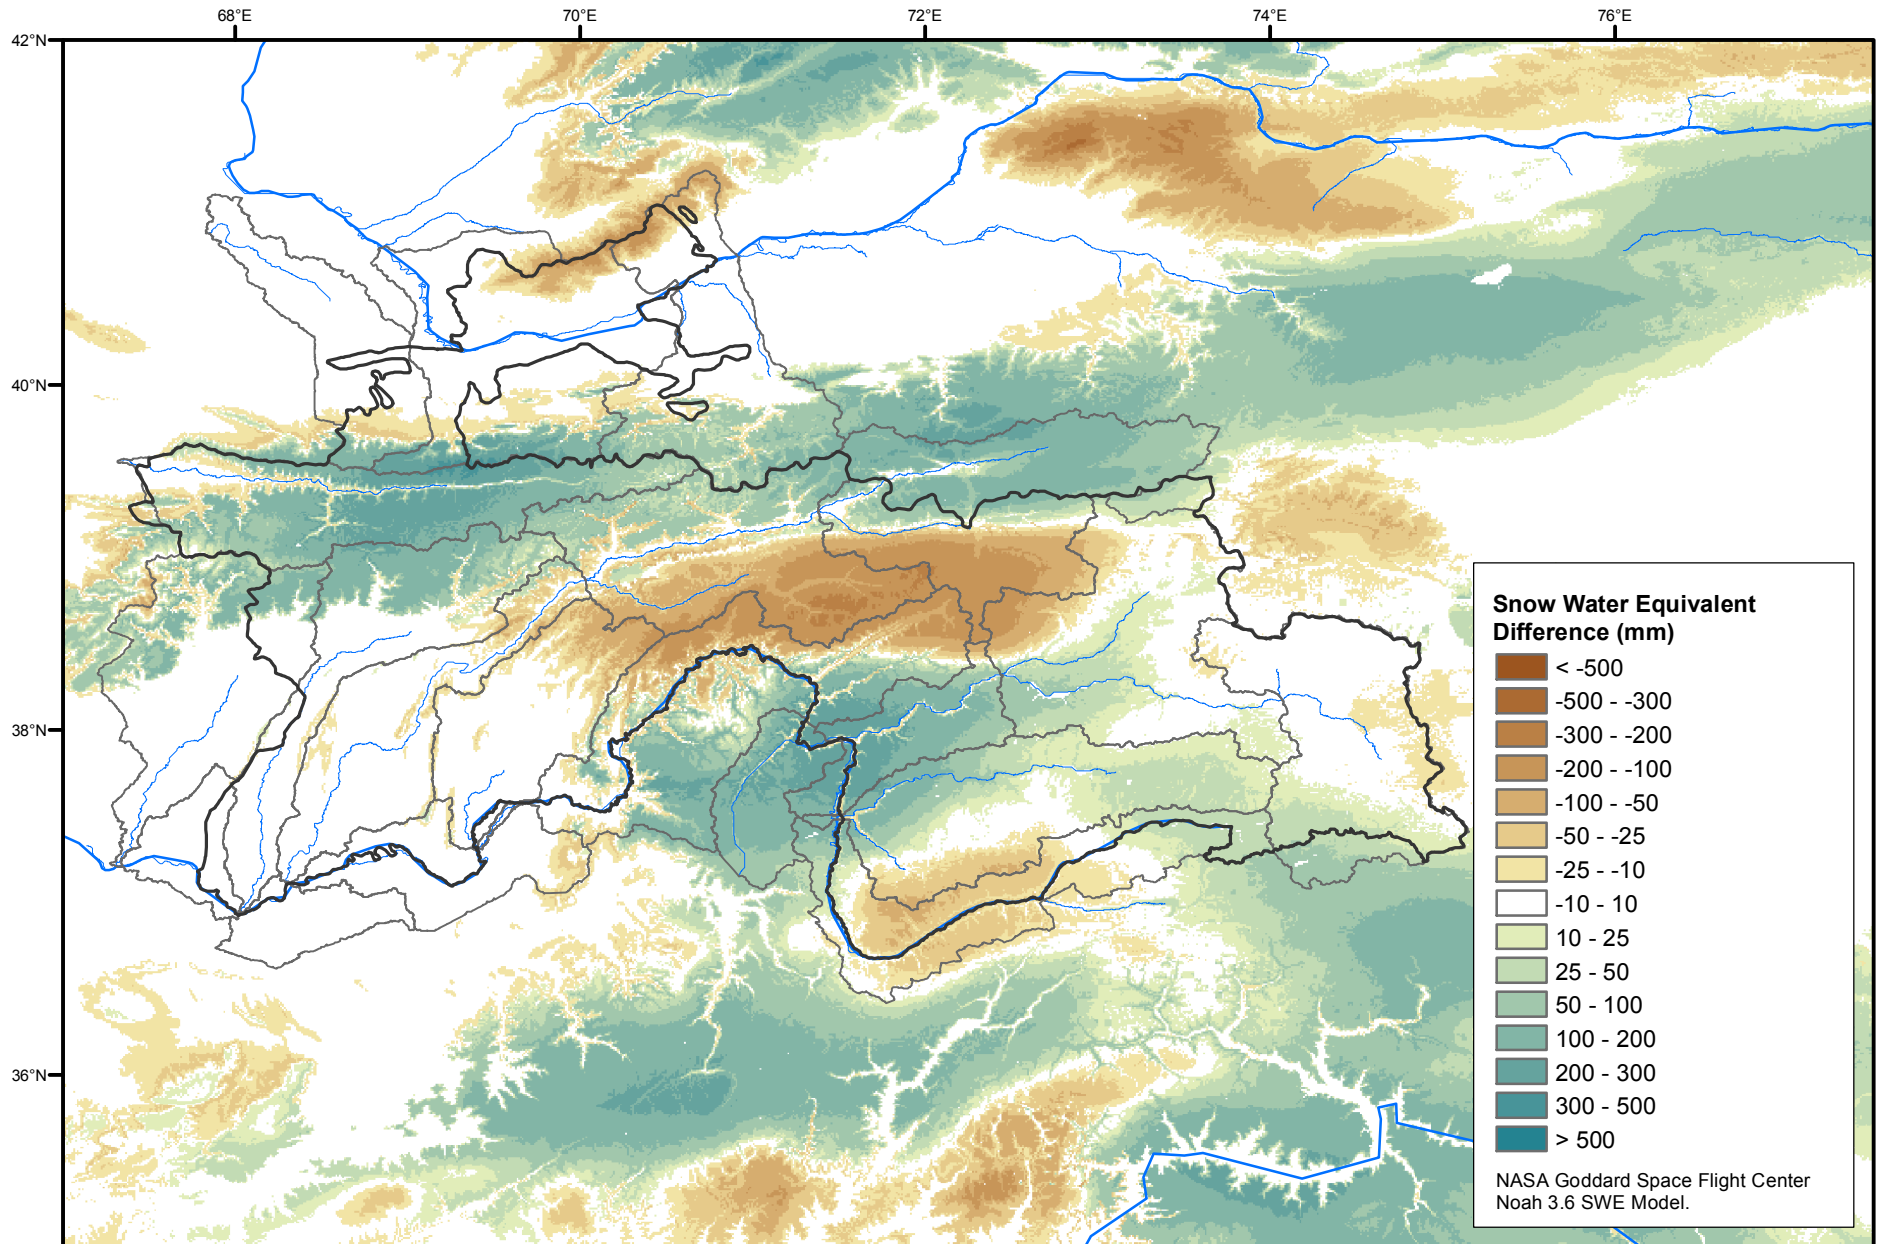 68°E 70°E 72°E 74°E 76°E
42°N
40°N
38°N
36°N
Snow Water Equivalent
Difference (mm)
< -500
-500 - -300
-300 - -200
-200 - -100
-100 - -50
-50 - -25
-25 - -10
-10 - 10
10 - 25
25 - 50
50 - 100
100 - 200
200 - 300
300 - 500
> 500
NASA Goddard Space Flight Center
Noah 3.6 SWE Model.